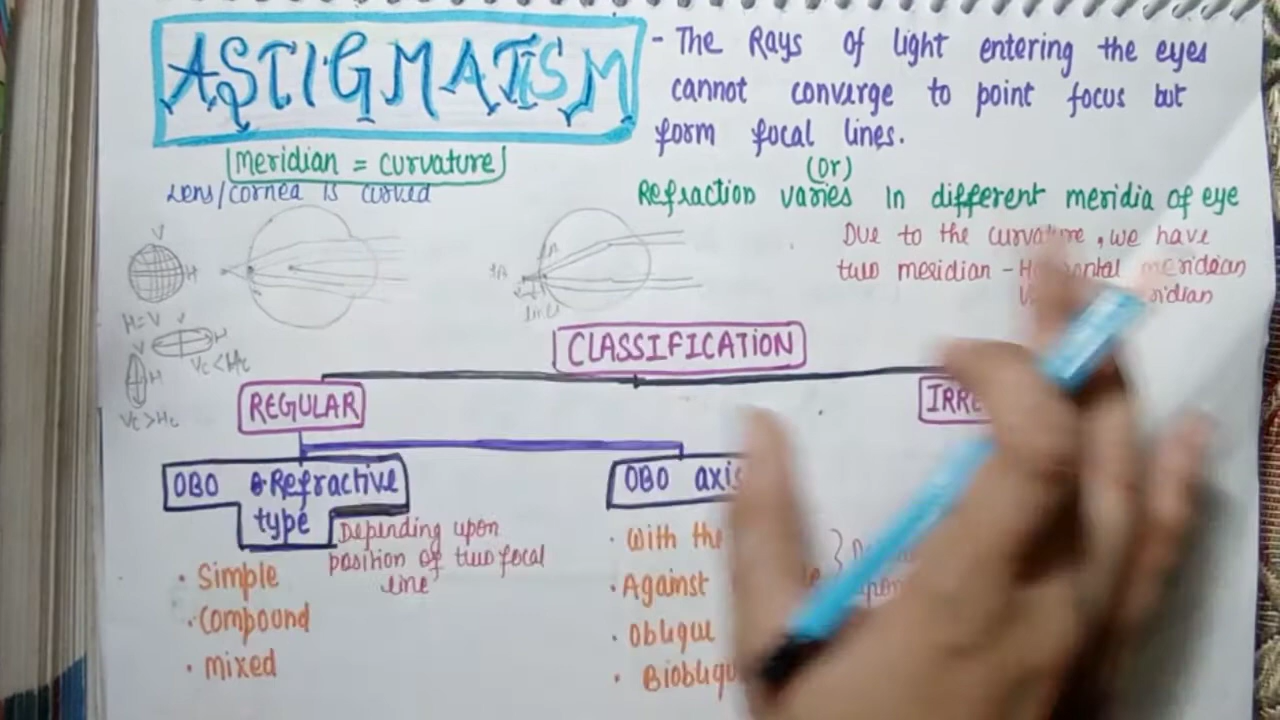 ASTIGMATISM
- The Rays of light entering the eyes
cannot converge to point focus but
form focal lines.
(or)
Refraction varies in different meridia of eye
Due to the curvature, we have
two meridian - meridian
(Meridian = curvature)
Lens/cornea is curved
V
H
H = V
V
H
Vc < Hc
H
Vc > Hc
CLASSIFICATION
REGULAR
OBO Refractive
type
Depending upon
position of two focal
line
• Simple
• Compound
• mixed
OBO axis
• With the
• Against
• Oblique